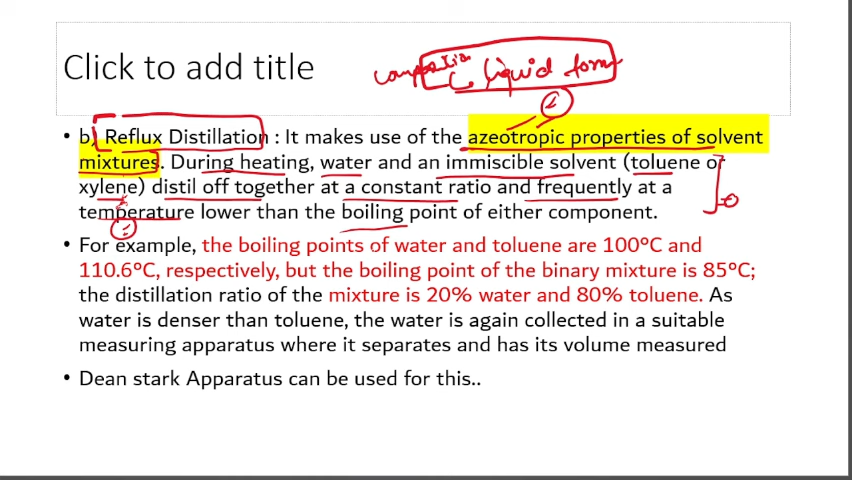 Click to add title
liquid form
• b) Reflux Distillation : It makes use of the azeotropic properties of solvent
mixtures. During heating, water and an immiscible solvent (toluene or
xylene) distil off together at a constant ratio and frequently at a
temperature lower than the boiling point of either component.
• For example, the boiling points of water and toluene are 100°C and
110.6°C, respectively, but the boiling point of the binary mixture is 85°C;
the distillation ratio of the mixture is 20% water and 80% toluene. As
water is denser than toluene, the water is again collected in a suitable
measuring apparatus where it separates and has its volume measured
• Dean stark Apparatus can be used for this..